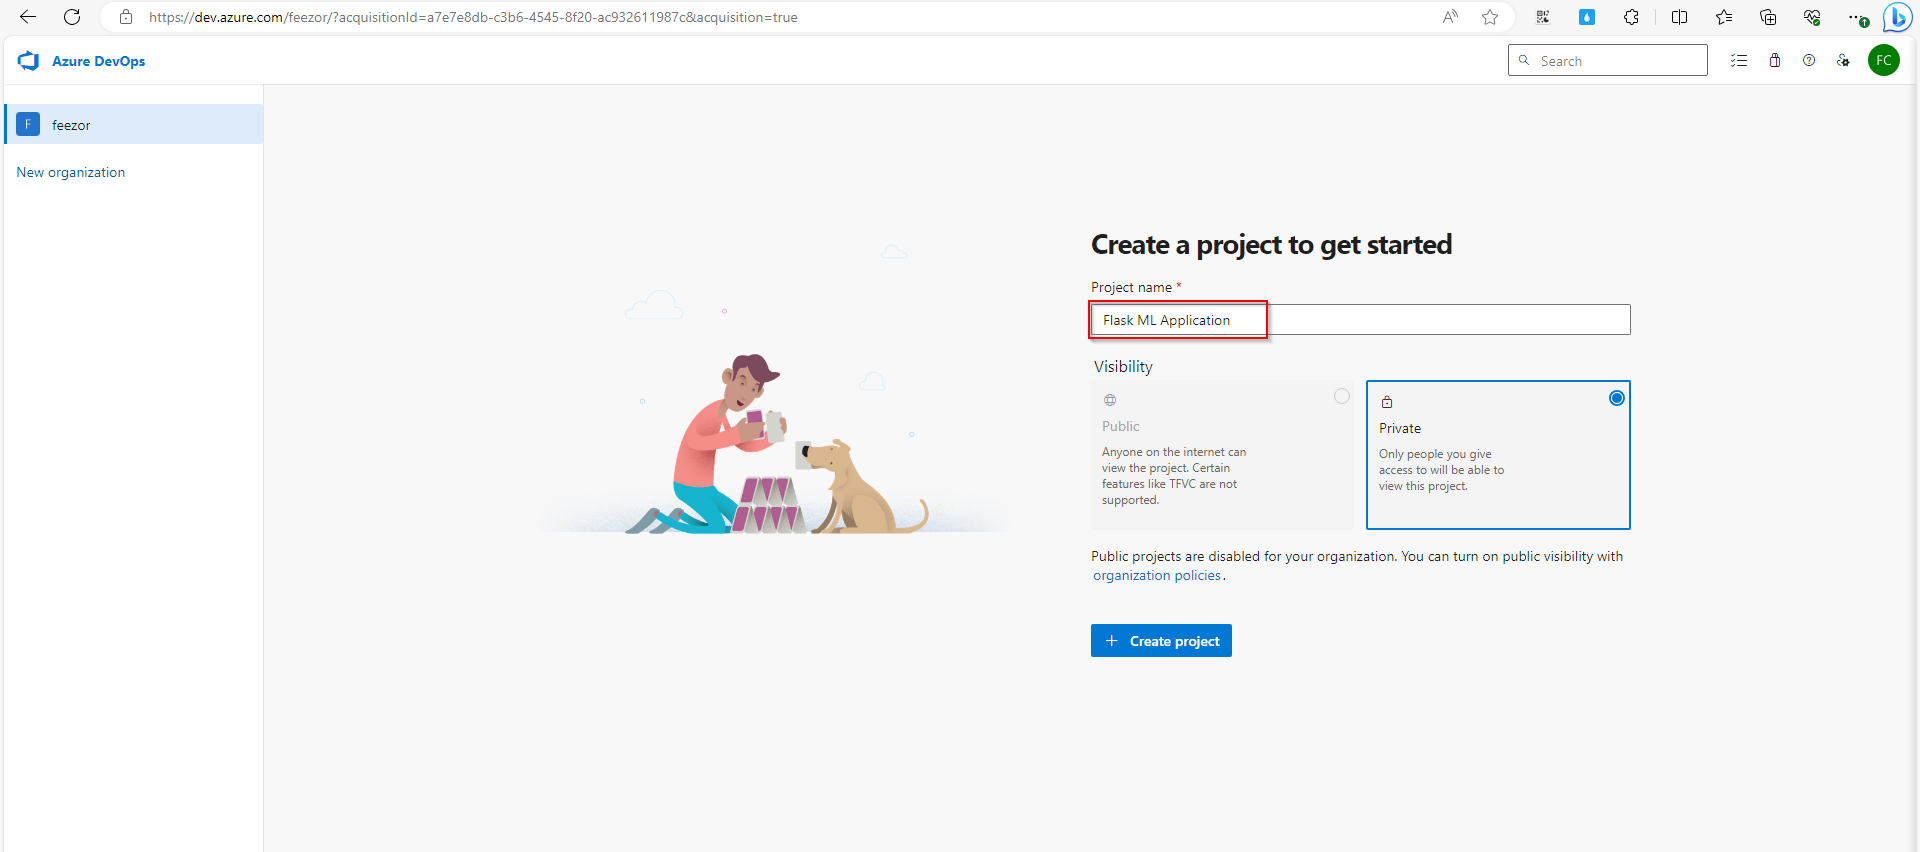 https://dev.azure.com/feezor/?acquisitionId=a7e7e8db-c3b6-4545-8f20-ac932611987c&acquisition=true
Azure DevOps
Search
FC
F feezor
New organization
Create a project to get started
Project name *
Flask ML Application
Visibility
Public
Anyone on the internet can
view the project. Certain
features like TFVC are not
supported.
Private
Only people you give
access to will be able to
view this project.
Public projects are disabled for your organization. You can turn on public visibility with
organization policies.
+ Create project